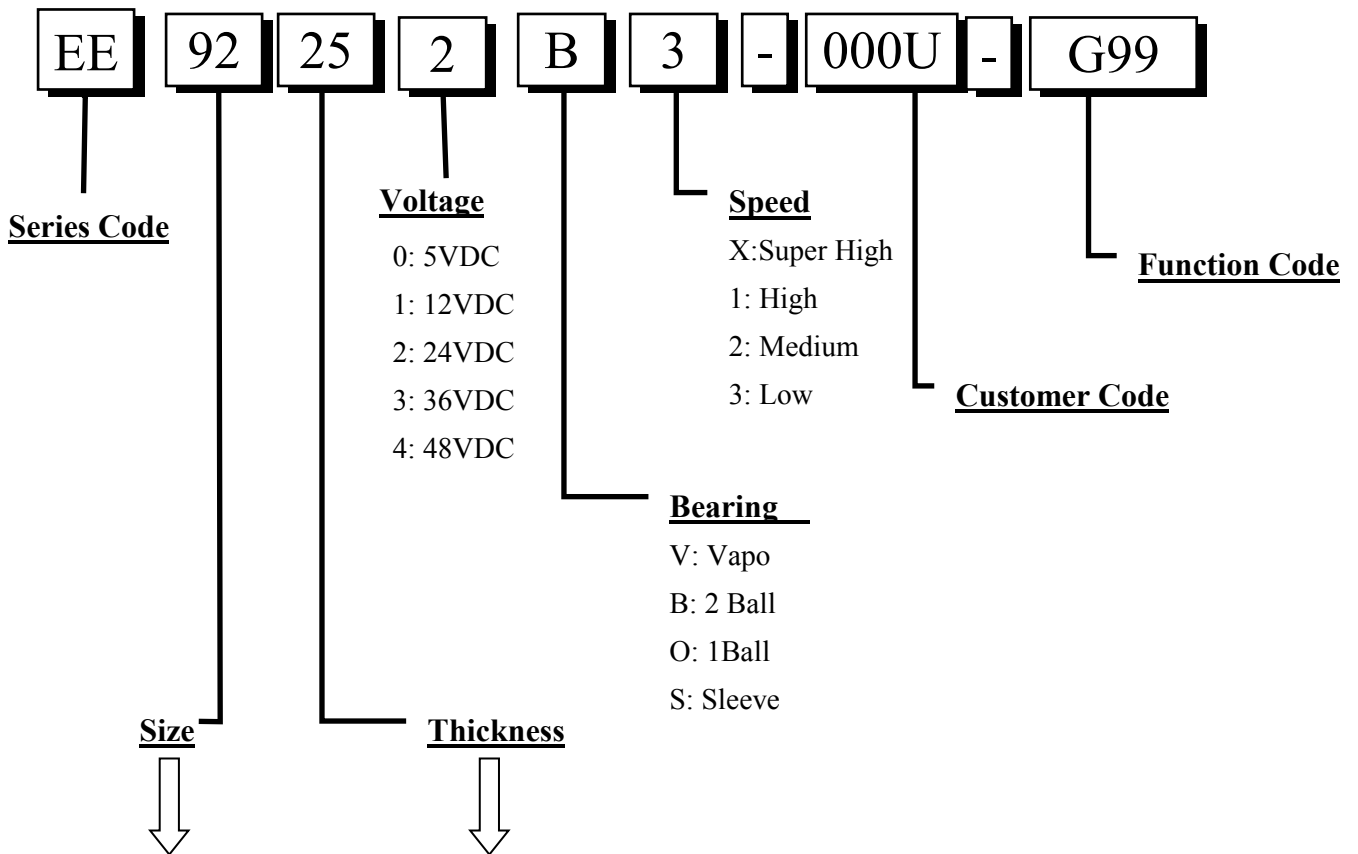 EE 92 25 2 B 3 - 000U - G99
Series Code
Voltage
0: 5VDC
1: 12VDC
2: 24VDC
3: 36VDC
4: 48VDC
Speed
X:Super High
1: High
2: Medium
3: Low
Function Code
Customer Code
Bearing
V: Vapo
B: 2 Ball
O: 1Ball
S: Sleeve
Size
Thickness